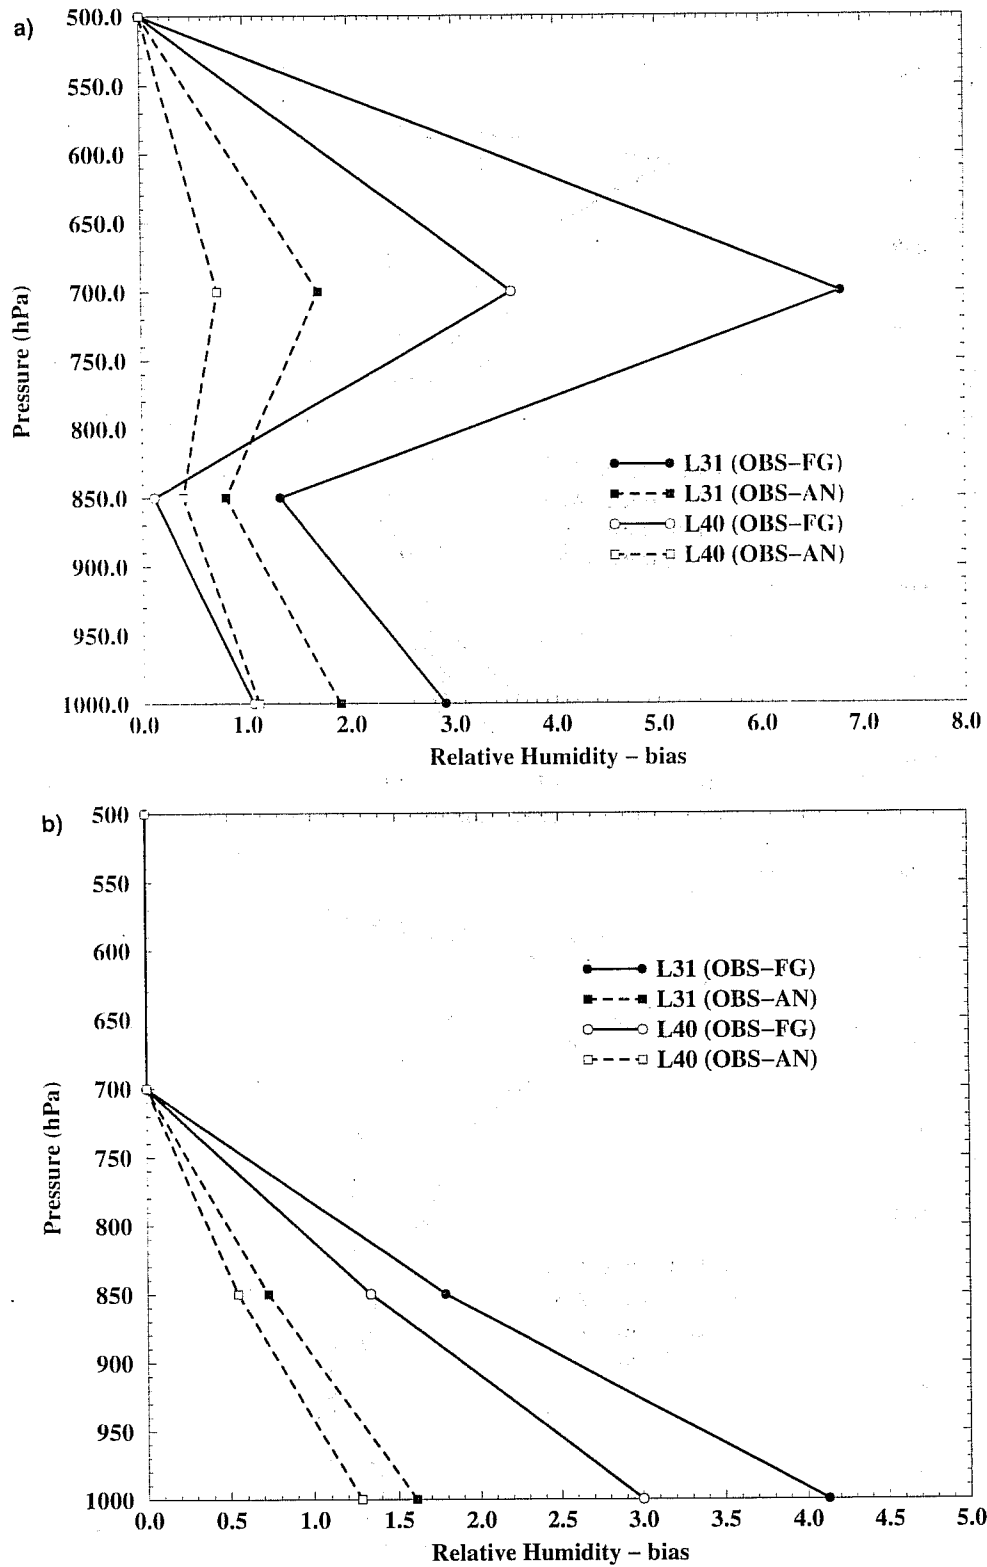 a)
500.0
550.0
600.0
650.0
700.0
750.0
800.0
850.0
900.0
950.0
1000.0
Pressure (hPa)
L31 (OBS–FG)
L31 (OBS–AN)
L40 (OBS–FG)
L40 (OBS–AN)
0.0 1.0 2.0 3.0 4.0 5.0 6.0 7.0 8.0
Relative Humidity – bias
b)
500
550
600
650
700
750
800
850
900
950
1000
Pressure (hPa)
L31 (OBS–FG)
L31 (OBS–AN)
L40 (OBS–FG)
L40 (OBS–AN)
0.0 0.5 1.0 1.5 2.0 2.5 3.0 3.5 4.0 4.5 5.0
Relative Humidity – bias